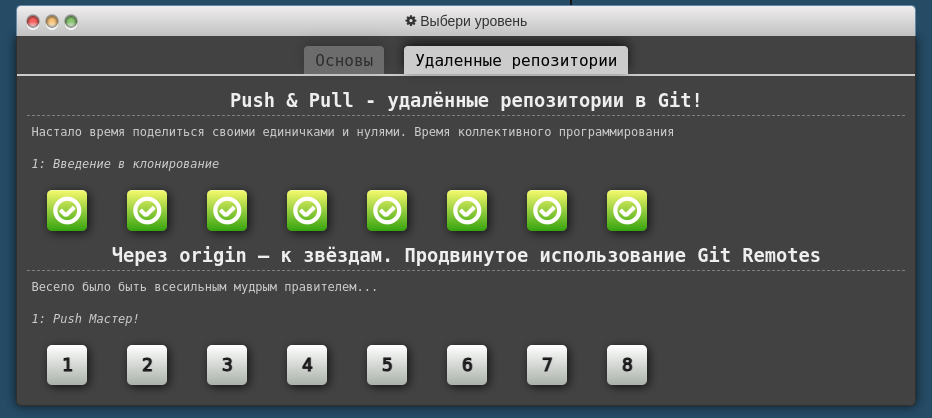 Выбери уровень
Основы Удаленные репозитории
Push & Pull - удалённые репозитории в Git!
Настало время поделиться своими единичками и нулями. Время коллективного программирования
1: Введение в клонирование
Через origin – к звёздам. Продвинутое использование Git Remotes
Весело было быть всесильным мудрым правителем...
1: Push Мастер!
1 2 3 4 5 6 7 8